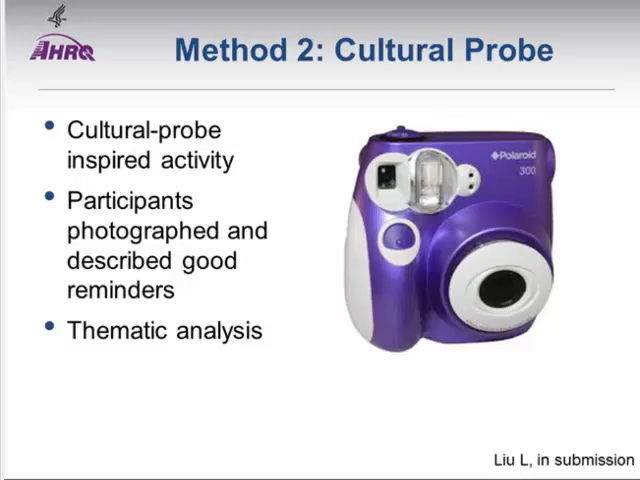 AHRQ
Method 2: Cultural Probe
• Cultural-probe
inspired activity
• Participants
photographed and
described good
reminders
• Thematic analysis
Polaroid
300
Liu L, in submission